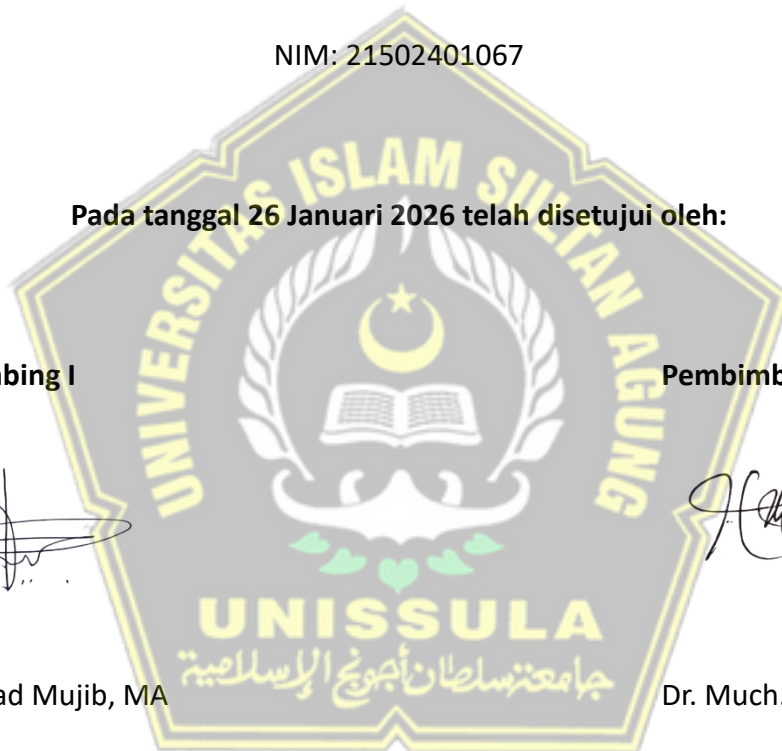 NIM: 21502401067
UNIVERSITAS ISLAM SULTAN AGUNG
Pada tanggal 26 Januari 2026 telah disetujui oleh:
bing I
Pembimb
UNISSULA
جامعة سلطان أجونج الإسلامية
ad Mujib, MA
Dr. Much.